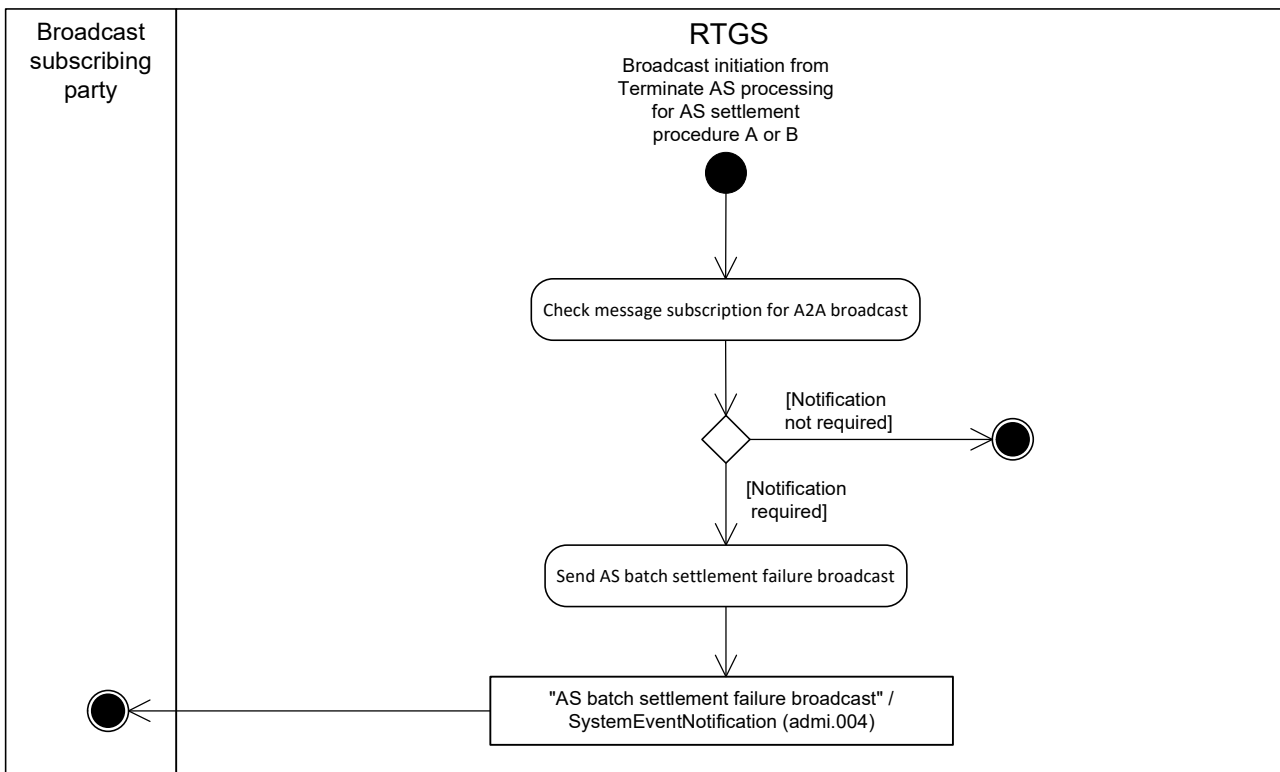 Broadcast
subscribing
party
RTGS
Broadcast initiation from
Terminate AS processing
for AS settlement
procedure A or B
Check message subscription for A2A broadcast
[Notification
not required]
[Notification
required]
Send AS batch settlement failure broadcast
"AS batch settlement failure broadcast" /
SystemEventNotification (admi.004)